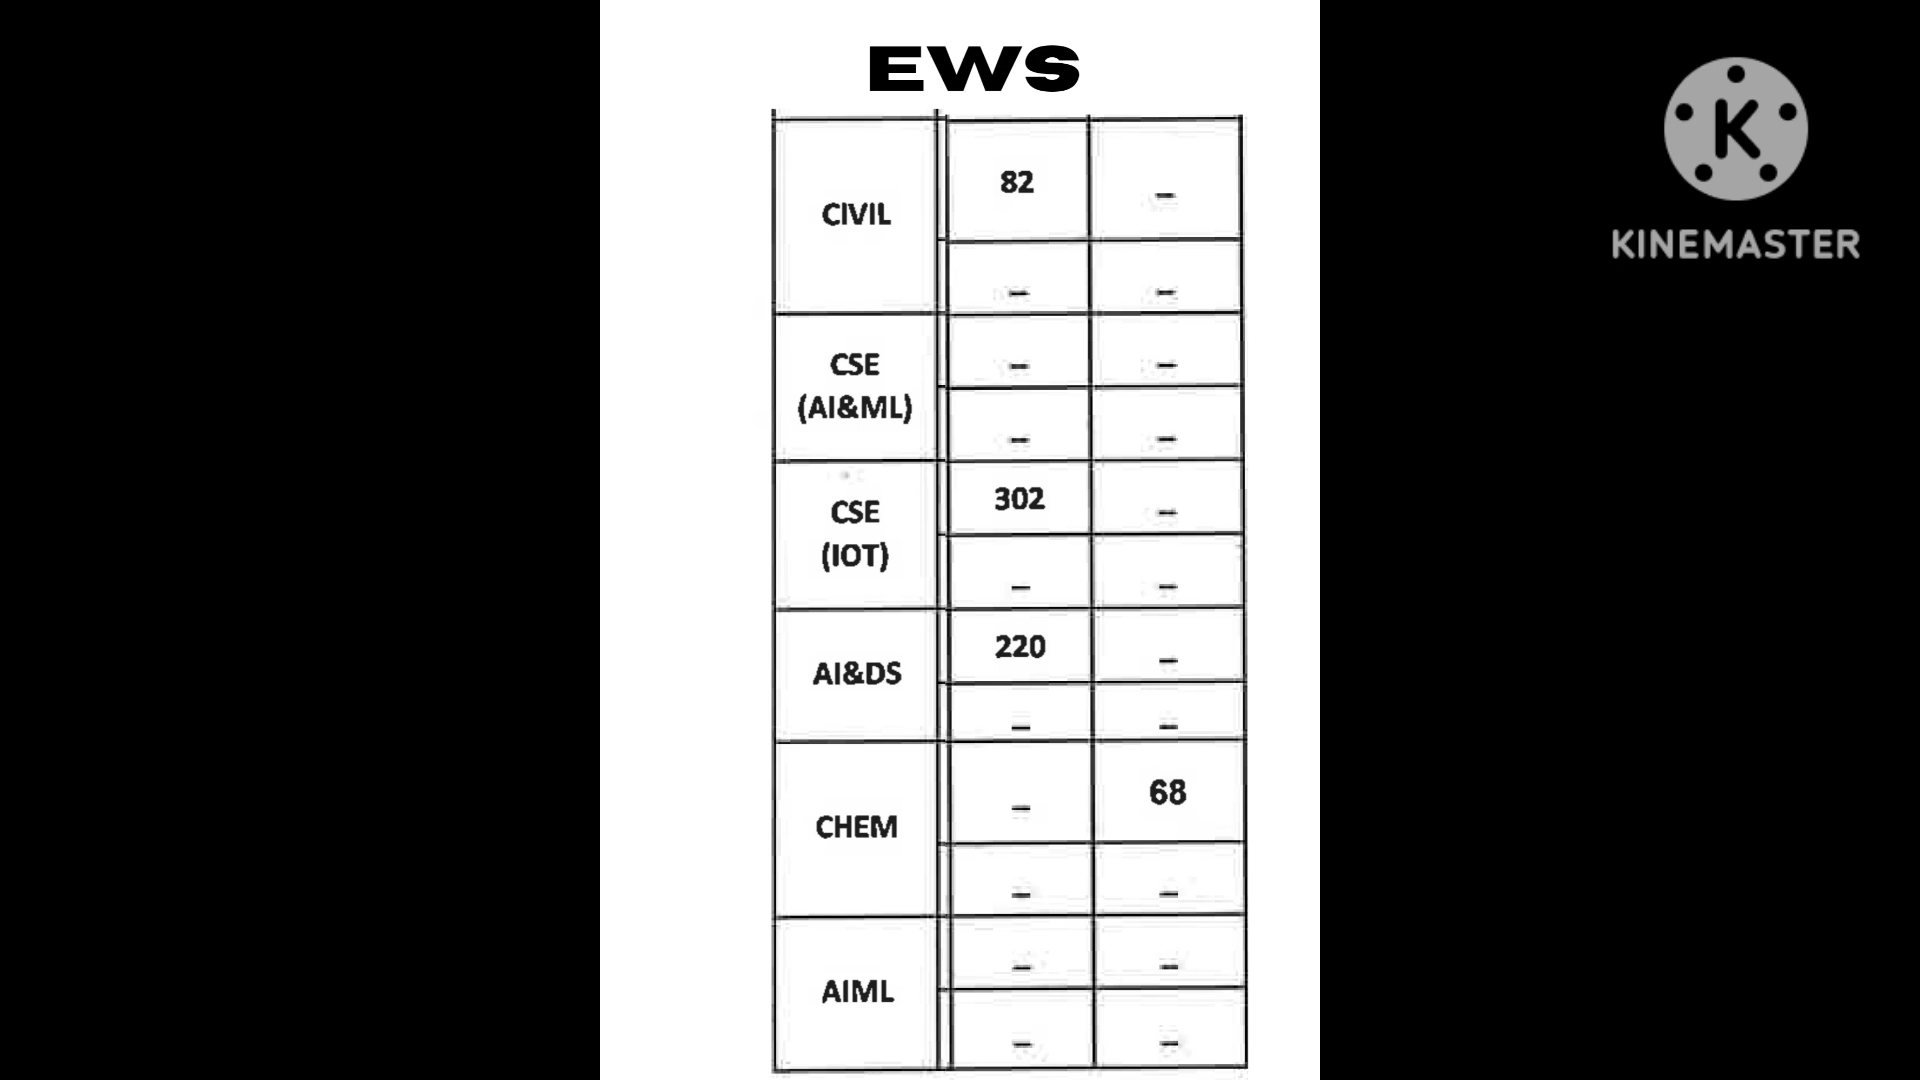 EWS
CIVIL 82 –
– –
CSE (AI&ML) – –
– –
CSE (IOT) 302 –
– –
AI&DS 220 –
– –
CHEM – 68
– –
AIML – –
– –
K
KINEMASTER